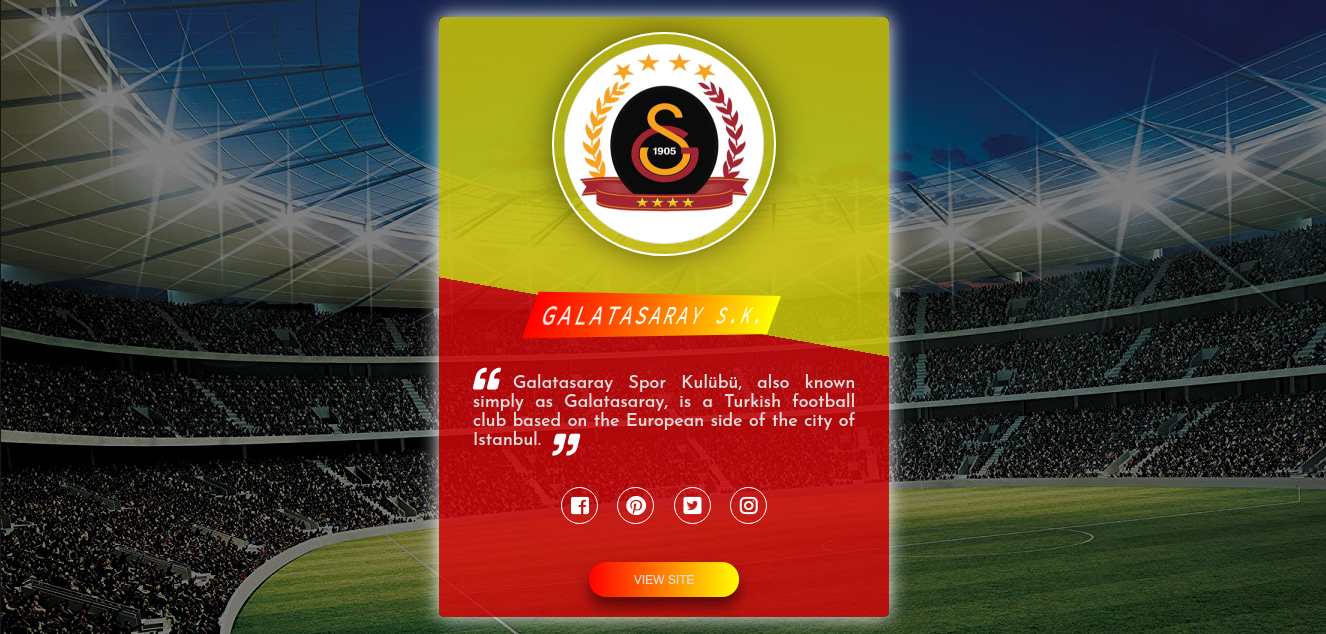 1905
GALATASARAY S.K.
“ Galatasaray Spor Kulübü, also known
simply as Galatasaray, is a Turkish football
club based on the European side of the city of
Istanbul. ”
VIEW SITE